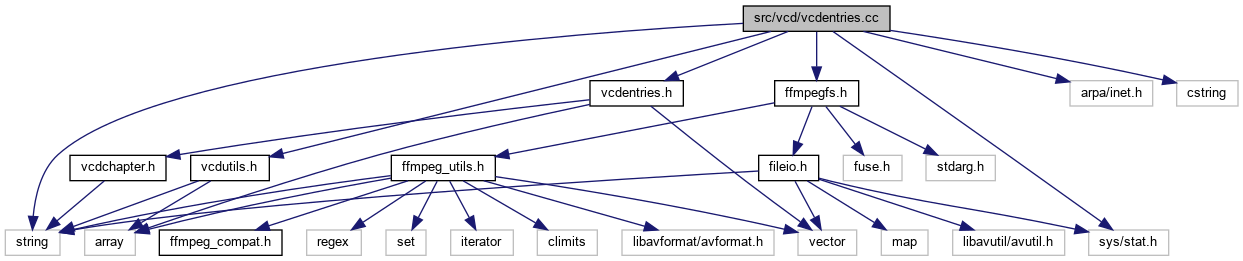 src/vcd/vcdentries.cc
vcdentries.h
ffmpegfs.h
arpa/inet.h
cstring
vcdchapter.h
vcdutils.h
ffmpeg_utils.h
fileio.h
fuse.h
stdarg.h
string
array
ffmpeg_compat.h
regex
set
iterator
climits
libavformat/avformat.h
vector
map
libavutil/avutil.h
sys/stat.h